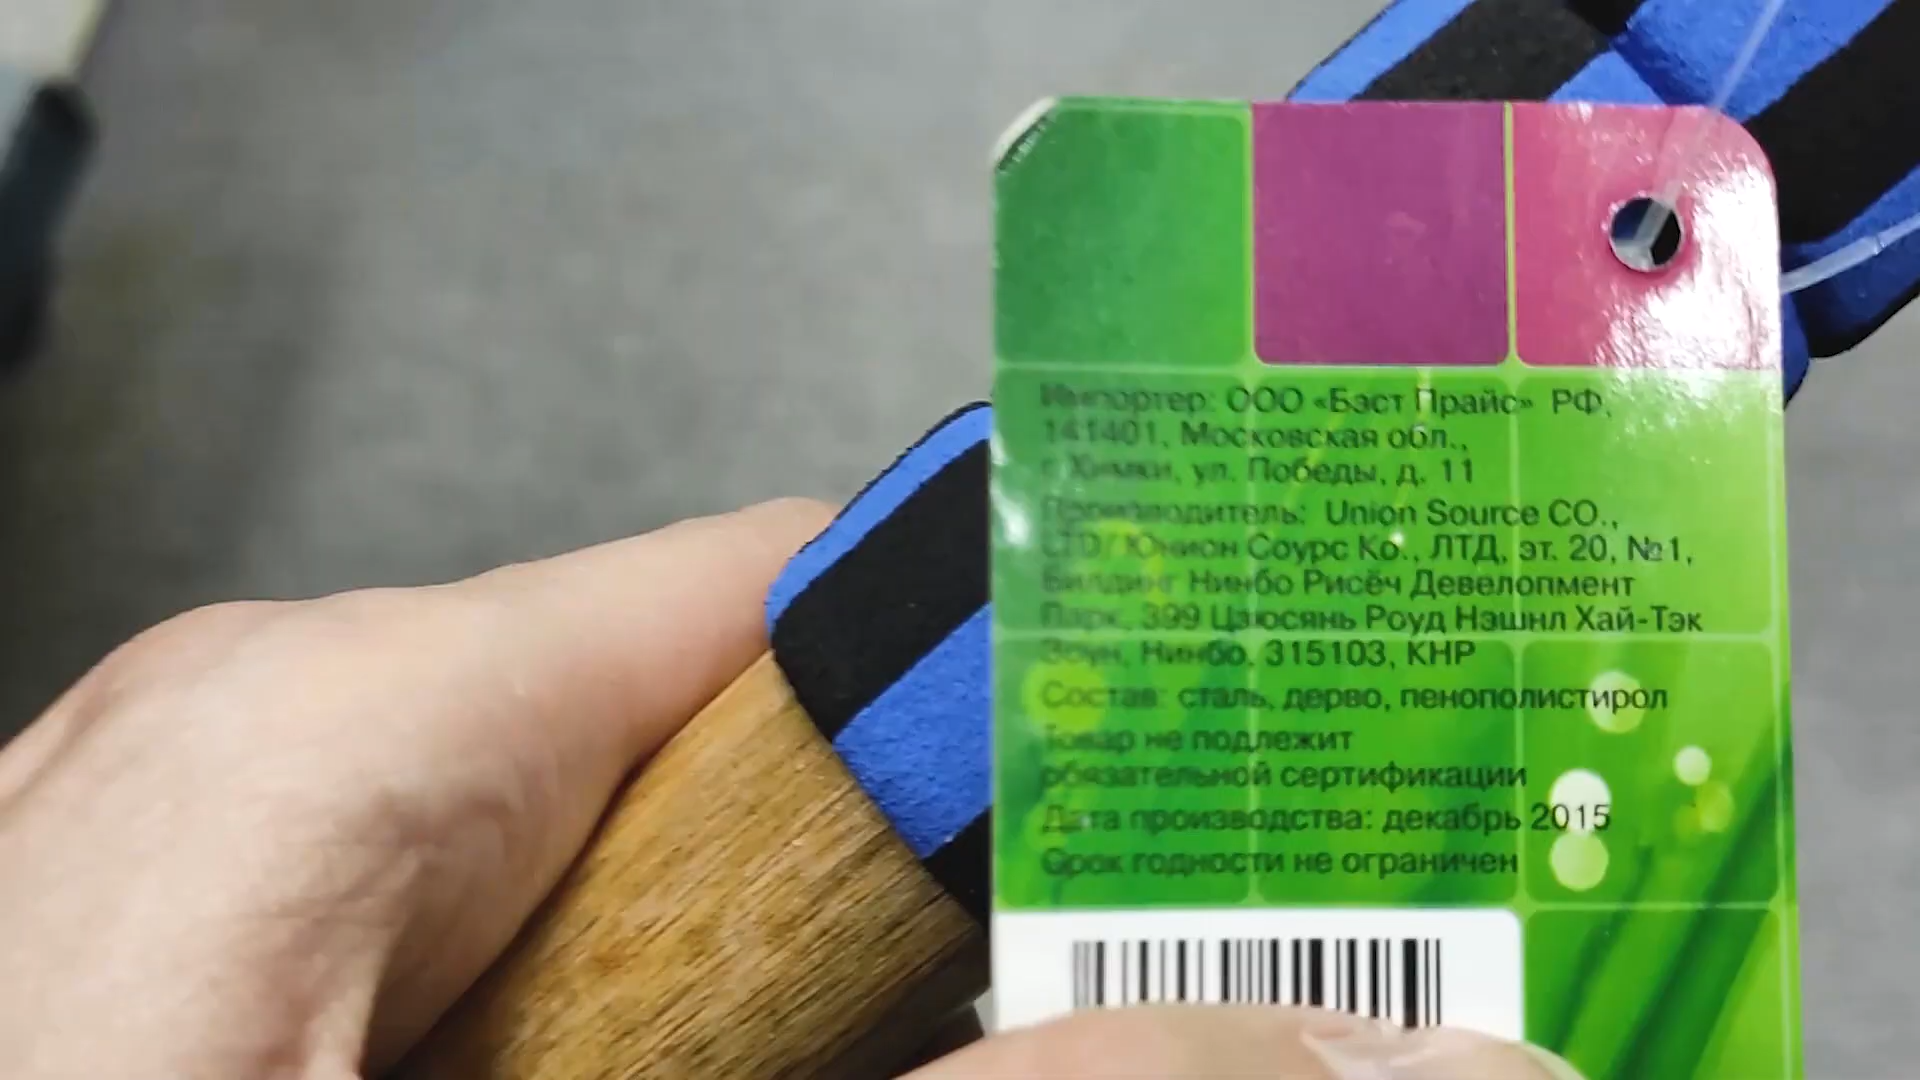 Импортер: ООО «Бэст Прайс» РФ,
141401, Московская обл.,
г. Химки, ул. Победы, д. 11
Производитель: Union Source CO.,
LTD/ Юнион Соурс Ко., ЛТД, эт. 20, №1,
Билдинг Нинбо Рисёч Девелопмент
Парк, 399 Цзюсянь Роуд Нэшнл Хай-Тэк
Зоун, Нинбо, 315103, КНР
Состав: сталь, дерво, пенополистирол
Товар не подлежит
обязательной сертификации
Дата производства: декабрь 2015
Срок годности не ограничен